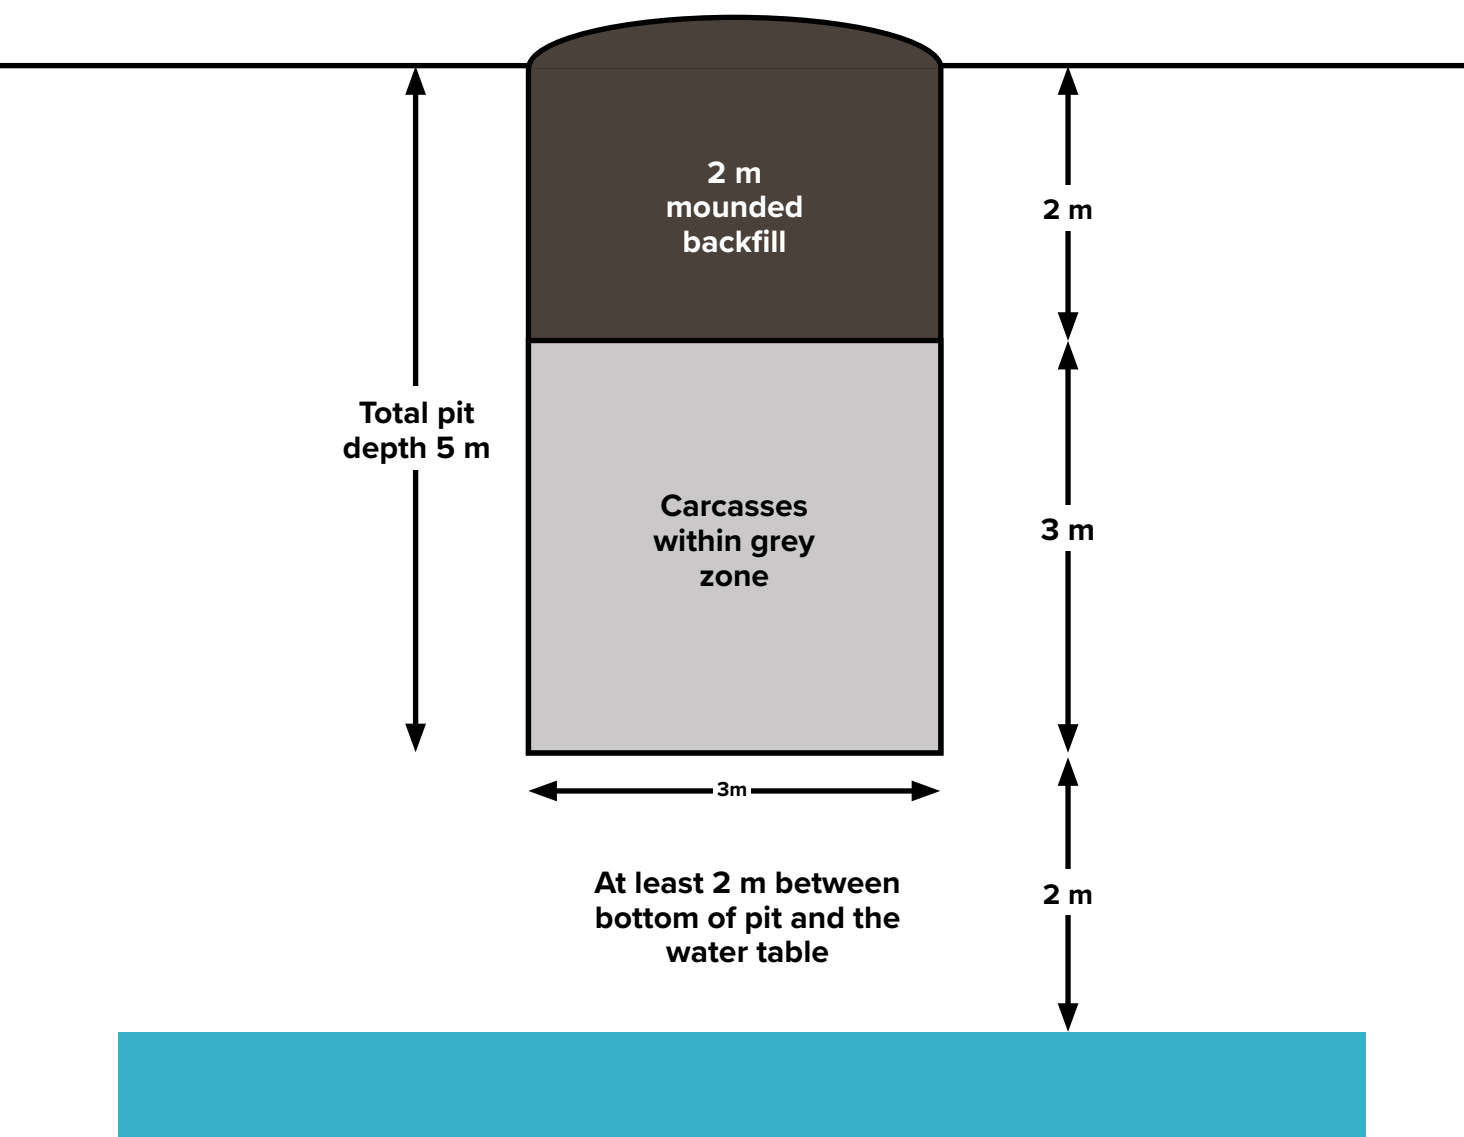 2 m
mounded
backfill
2 m
Total pit
depth 5 m
Carcasses
within grey
zone
3 m
3m
At least 2 m between
bottom of pit and the
water table
2 m